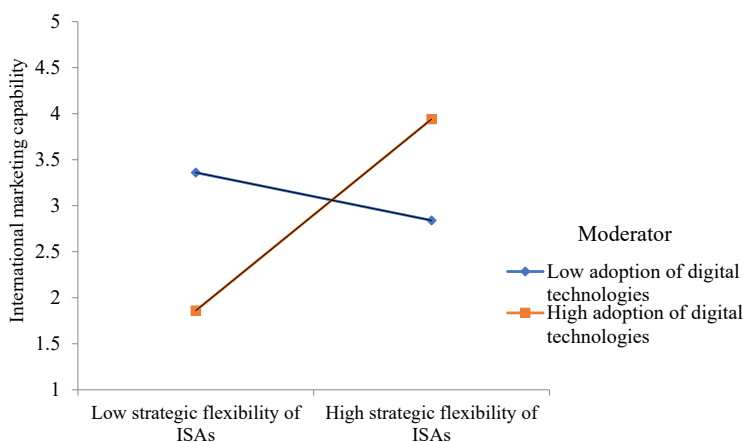 International marketing capability
5
4.5
4
3.5
3
2.5
2
1.5
1
Low strategic flexibility of
ISAs
High strategic flexibility of
ISAs
Moderator
Low adoption of digital
technologies
High adoption of digital
technologies